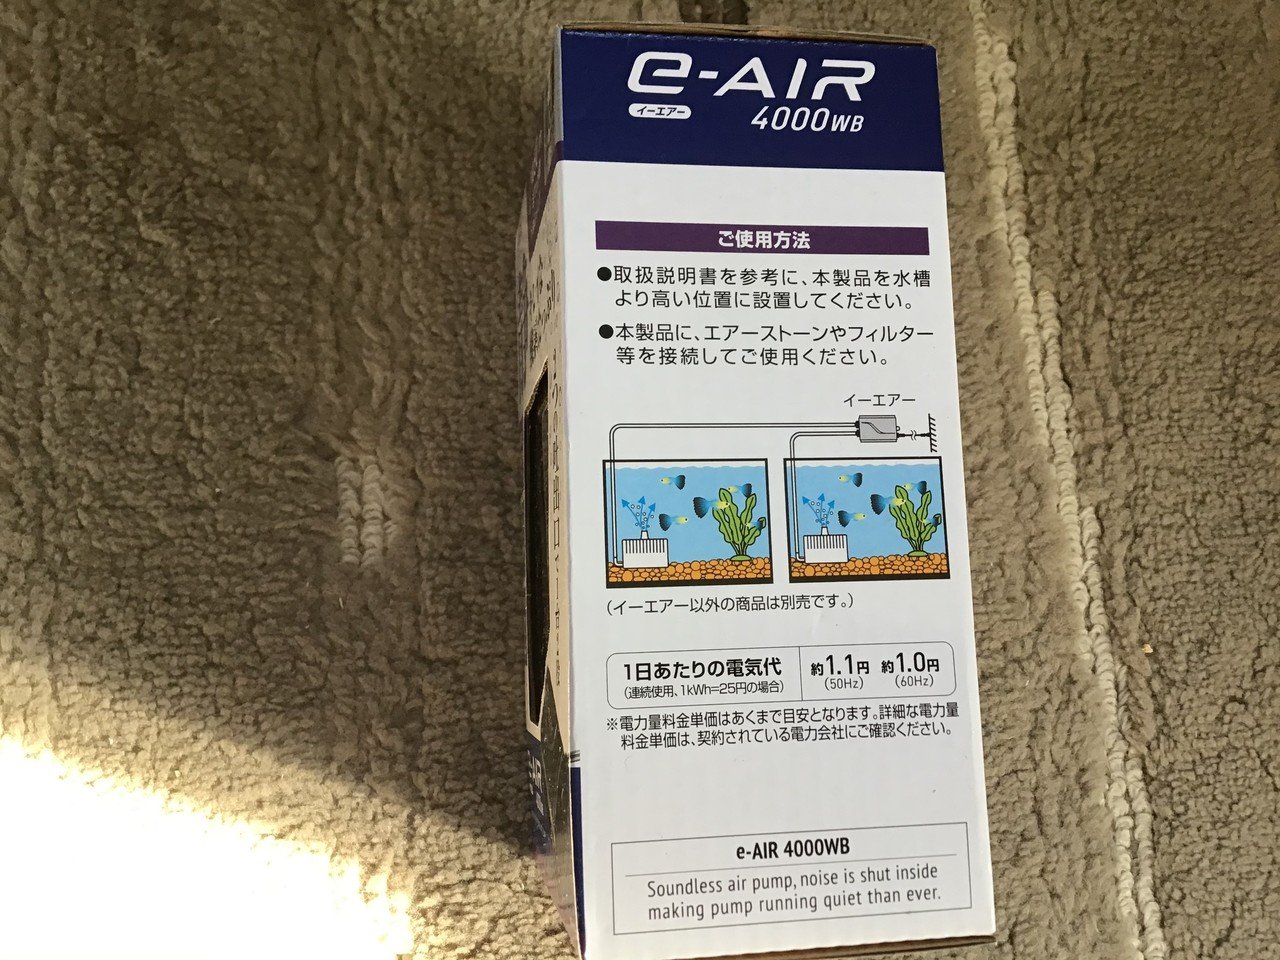 e-AIR
イーエアー
4000WB
ご使用方法
●取扱説明書を参考に、本製品を水槽
より高い位置に設置してください。
●本製品に、エアーストーンやフィルター
等を接続してご使用ください。
イーエアー
(イーエアー以外の商品は別売です。)
1日あたりの電気代
(連続使用、1kWh=25円の場合)
約1.1円 約1.0円
(50Hz) (60Hz)
※電力量料金単価はあくまで目安となります。詳細な電力量
料金単価は、契約されている電力会社にご確認ください。
e-AIR 4000WB
Soundless air pump, noise is shut inside
making pump running quiet than ever.